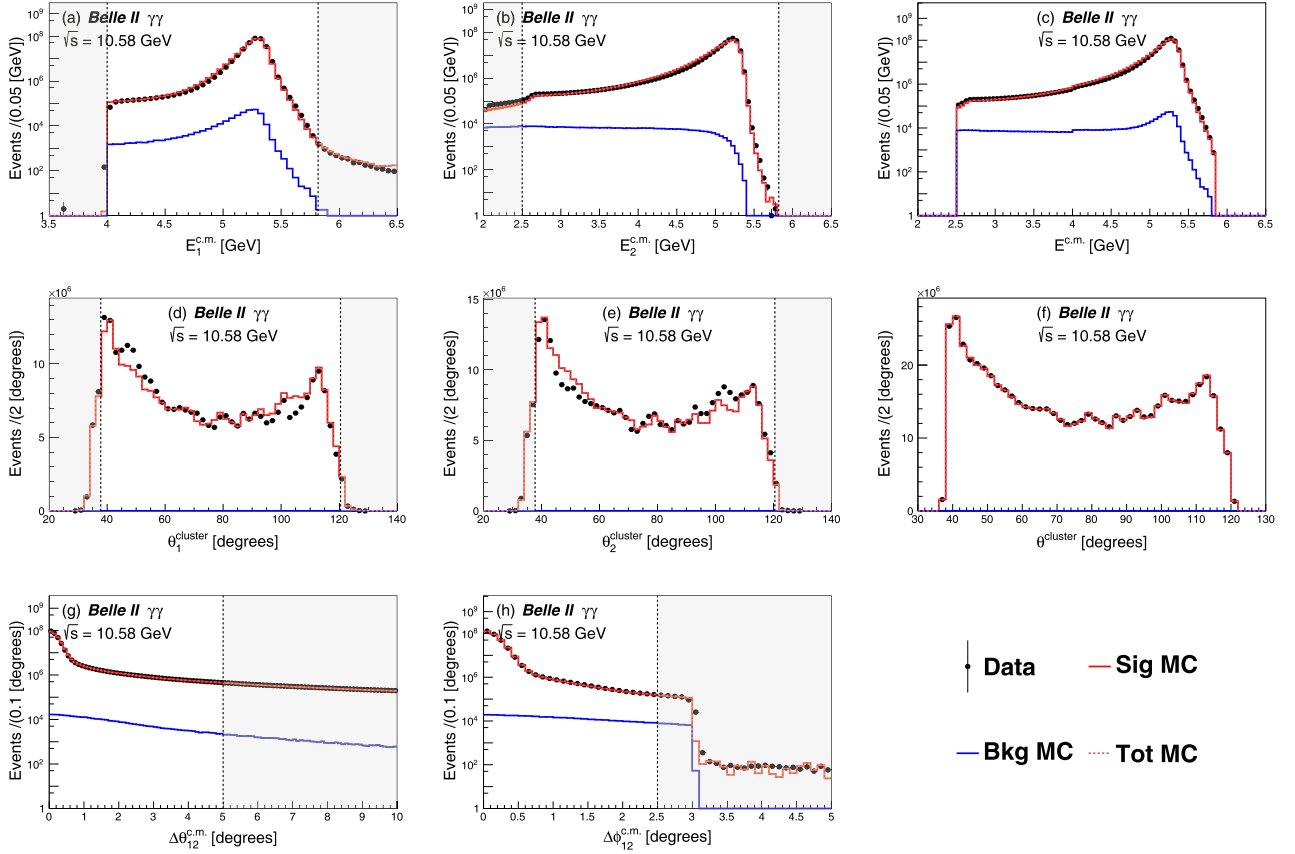 (a) Belle II γγ
√s = 10.58 GeV
Events /(0.05 [GeV])
10⁸
10⁶
10⁴
10²
1
3.5 4 4.5 5 5.5 6 6.5
E₁^c.m. [GeV]
(b) Belle II γγ
√s = 10.58 GeV
Events /(0.05 [GeV])
10⁸
10⁶
10⁴
10²
1
2 2.5 3 3.5 4 4.5 5 5.5 6 6.5
E₂^c.m. [GeV]
(c) Belle II γγ
√s = 10.58 GeV
Events /(0.05 [GeV])
10⁸
10⁶
10⁴
10²
1
2 2.5 3 3.5 4 4.5 5 5.5 6 6.5
E^c.m. [GeV]
×10⁶
(d) Belle II γγ
√s = 10.58 GeV
Events /(2 [degrees])
10
5
0
20 40 60 80 100 120 140
θ₁^cluster [degrees]
×10⁶
(e) Belle II γγ
√s = 10.58 GeV
Events /(2 [degrees])
15
10
5
0
20 40 60 80 100 120 140
θ₂^cluster [degrees]
×10⁶
(f) Belle II γγ
√s = 10.58 GeV
Events /(2 [degrees])
20
10
0
30 40 50 60 70 80 90 100 110 120 130
θ^cluster [degrees]
(g) Belle II γγ
√s = 10.58 GeV
Events /(0.1 [degrees])
10⁸
10⁶
10⁴
10²
1
0 1 2 3 4 5 6 7 8 9 10
Δθ₁₂^c.m. [degrees]
(h) Belle II γγ
√s = 10.58 GeV
Events /(0.1 [degrees])
10⁸
10⁶
10⁴
10²
1
0 0.5 1 1.5 2 2.5 3 3.5 4 4.5 5
Δϕ₁₂^c.m. [degrees]
Data Sig MC
Bkg MC Tot MC